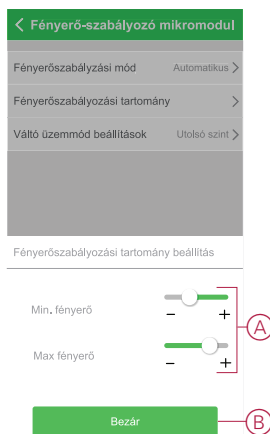 Fényerő-szabályozó mikromodul
Fényerőszabályzási mód Automatikus
Fényerőszabályozási tartomány
Váltó üzemmód beállítások Utolsó szint
Fényerőszabályozási tartomány beállítás
Min. fényerő
- +
A
Max fényerő
- +
Bezár
B